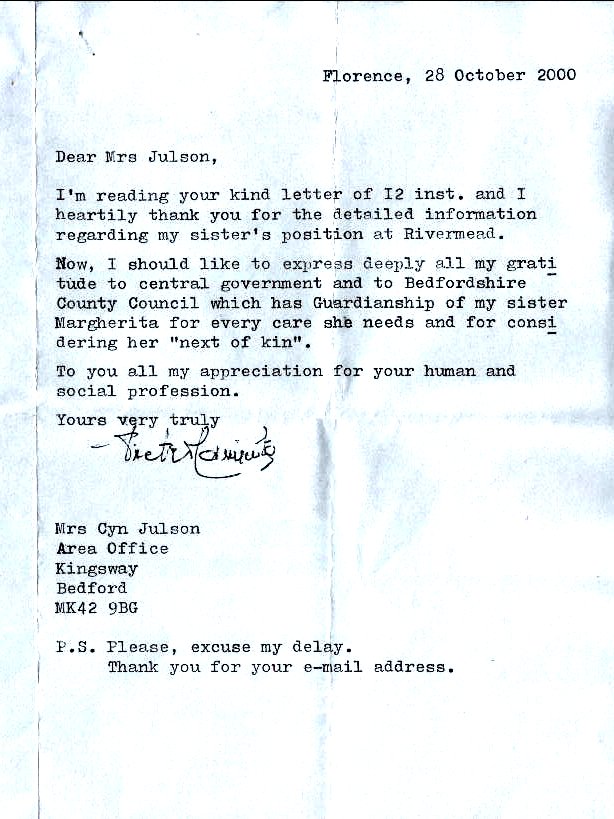 Florence, 28 October 2000
Dear Mrs Julson,
I'm reading your kind letter of I2 inst. and I
heartily thank you for the detailed information
regarding my sister's position at Rivermead.
Now, I should like to express deeply all my grati
tude to central government and to Bedfordshire
County Council which has Guardianship of my sister
Margherita for every care she needs and for consi
dering her "next of kin".
To you all my appreciation for your human and
social profession.
Yours very truly
Mrs Cyn Julson
Area Office
Kingsway
Bedford
MK42 9BG
P.S. Please, excuse my delay.
Thank you for your e-mail address.